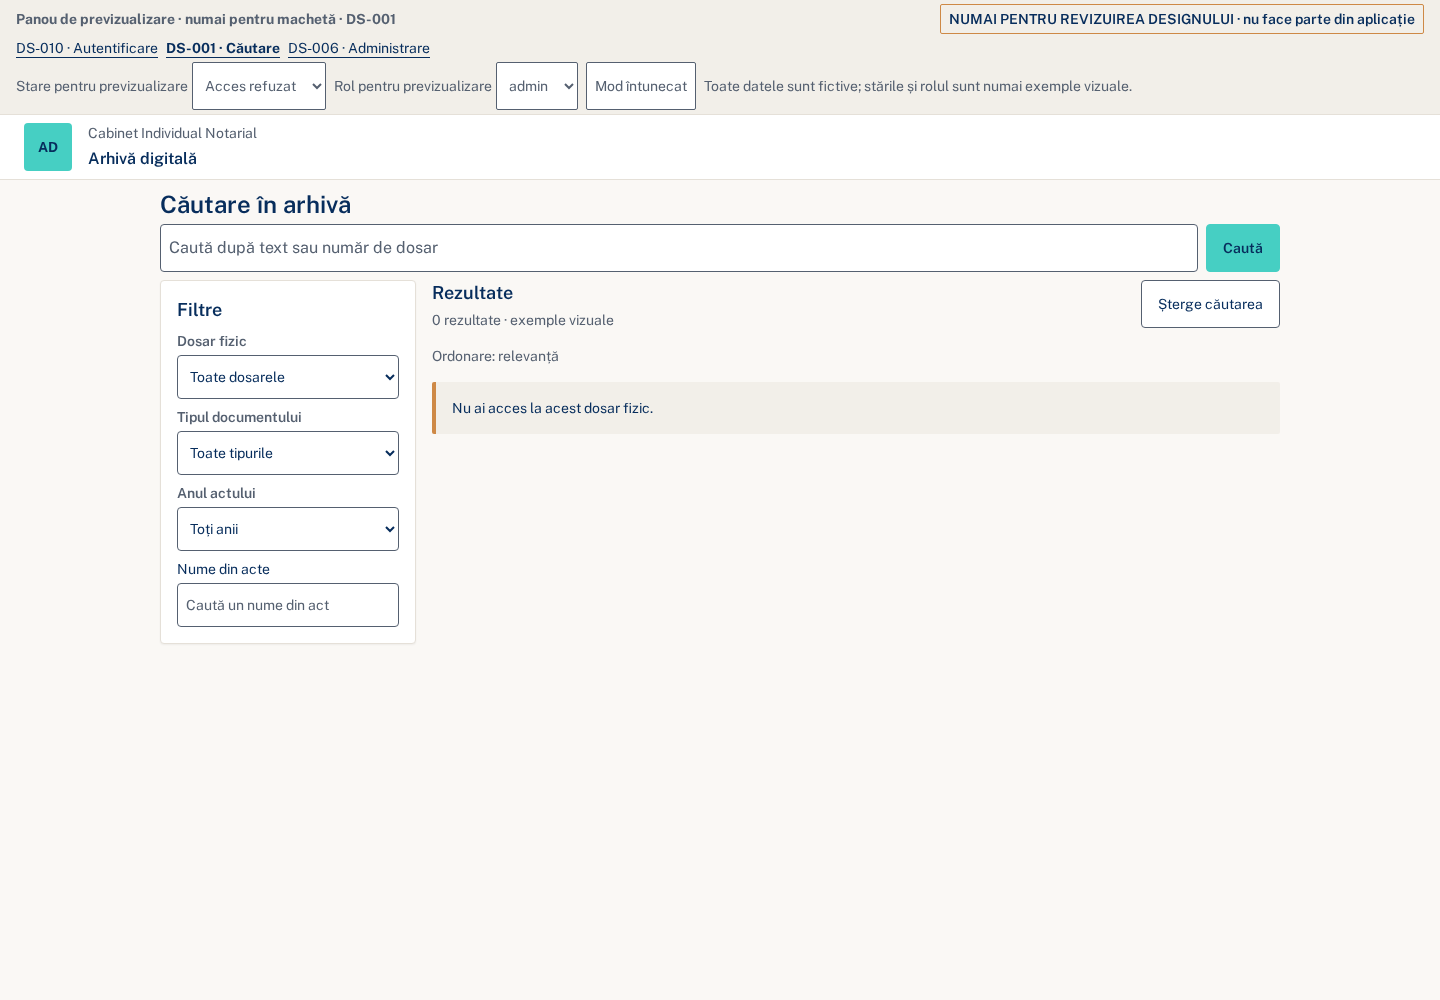 Panou de previzualizare · numai pentru machetă · DS-001
NUMAI PENTRU REVIZUIREA DESIGNULUI · nu face parte din aplicație
DS-010 · Autentificare DS-001 · Căutare DS-006 · Administrare
Stare pentru previzualizare Acces refuzat Rol pentru previzualizare admin Mod întunecat Toate datele sunt fictive; stările și rolul sunt numai exemple vizuale.
AD
Cabinet Individual Notarial
Arhivă digitală
Căutare în arhivă
Caută după text sau număr de dosar
Caută
Filtre
Dosar fizic
Toate dosarele
Tipul documentului
Toate tipurile
Anul actului
Toți anii
Nume din acte
Caută un nume din act
Rezultate
0 rezultate · exemple vizuale
Șterge căutarea
Ordonare: relevanță
Nu ai acces la acest dosar fizic.